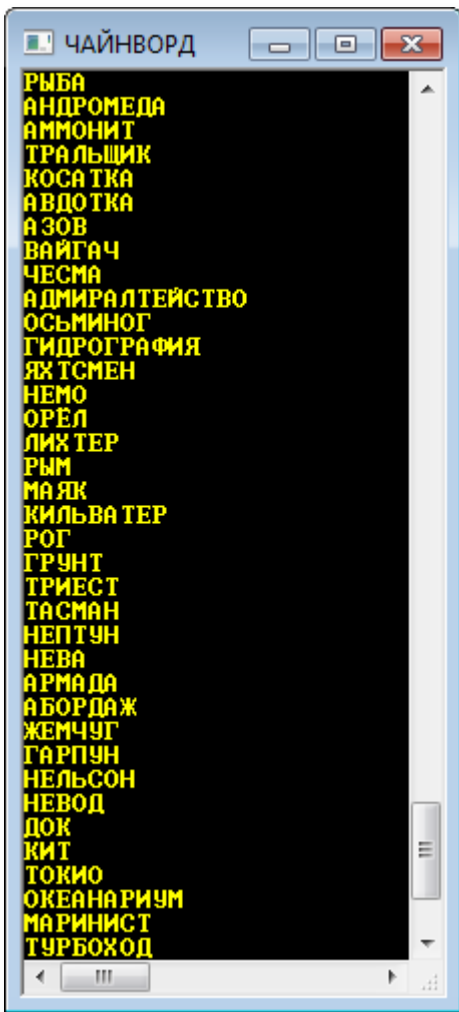 ЧАЙНВОРД
РЫБА
АНДРОМЕДА
АММОНИТ
ТРАЛЬЩИК
КОСАТКА
АВДОТКА
АЗОВ
ВАЙГАЧ
ЧЕСМА
АДМИРАЛТЕЙСТВО
ОСЬМИНОГ
ГИДРОГРАФИЯ
ЯХТСМЕН
НЕМО
ОРЁЛ
ЛИХТЕР
РЫМ
МАЯК
КИЛЬВАТЕР
РОГ
ГРУНТ
ТРИЕСТ
ТАСМАН
НЕПТУН
НЕВА
АРМАДА
АБОРДАЖ
ЖЕМЧУГ
ГАРПУН
НЕЛЬСОН
НЕВОД
ДОК
КИТ
ТОКИО
ОКЕАНАРИУМ
МАРИНИСТ
ТУРБОХОД